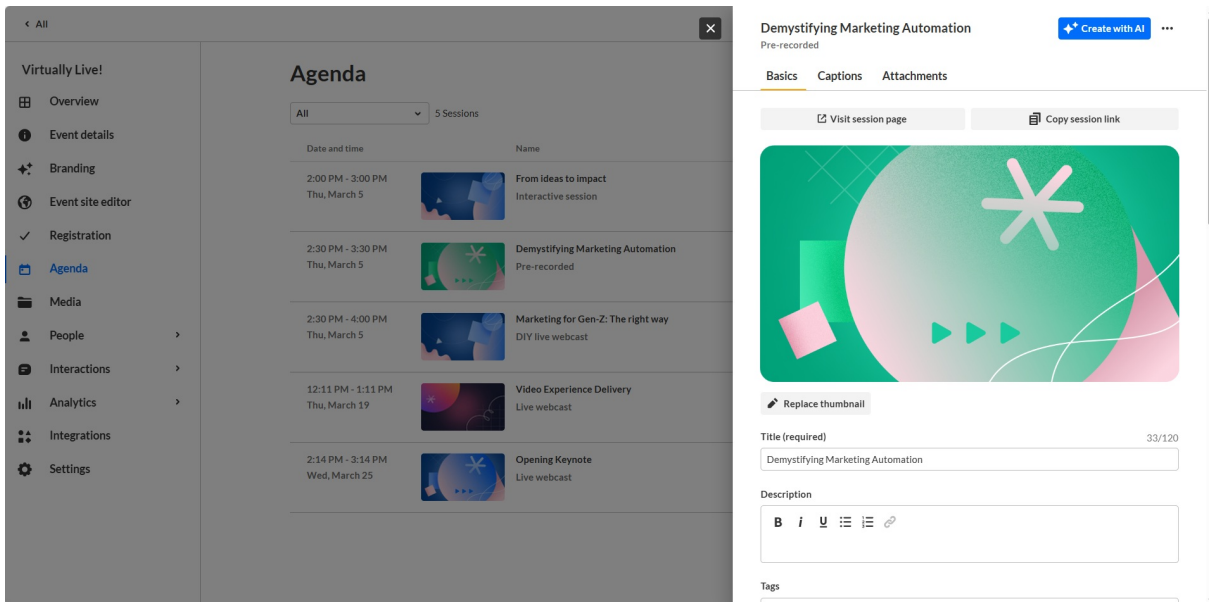 All
Virtually Live!
Overview
Event details
Branding
Event site editor
Registration
Agenda
Media
People
Interactions
Analytics
Integrations
Settings
Agenda
All
5 Sessions
Date and time Name
2:00 PM - 3:00 PM
Thu, March 5
From ideas to impact
Interactive session
2:30 PM - 3:30 PM
Thu, March 5
Demystifying Marketing Automation
Pre-recorded
2:30 PM - 4:00 PM
Thu, March 5
Marketing for Gen-Z: The right way
DIY live webcast
12:11 PM - 1:11 PM
Thu, March 19
Video Experience Delivery
Live webcast
2:14 PM - 3:14 PM
Wed, March 25
Opening Keynote
Live webcast
Demystifying Marketing Automation
Pre-recorded
Create with AI
Basics Captions Attachments
Visit session page
Copy session link
Replace thumbnail
Title (required) 33/120
Demystifying Marketing Automation
Description
B i U
Tags